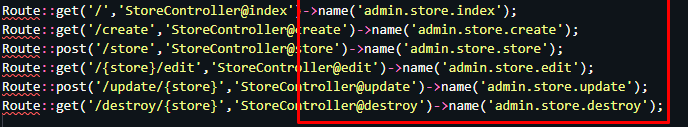 Route::get('/','StoreController@index')->name('admin.store.index');
Route::get('/create','StoreController@create')->name('admin.store.create');
Route::post('/store','StoreController@store')->name('admin.store.store');
Route::get('/{store}/edit','StoreController@edit')->name('admin.store.edit');
Route::post('/update/{store}','StoreController@update')->name('admin.store.update');
Route::get('/destroy/{store}','StoreController@destroy')->name('admin.store.destroy');